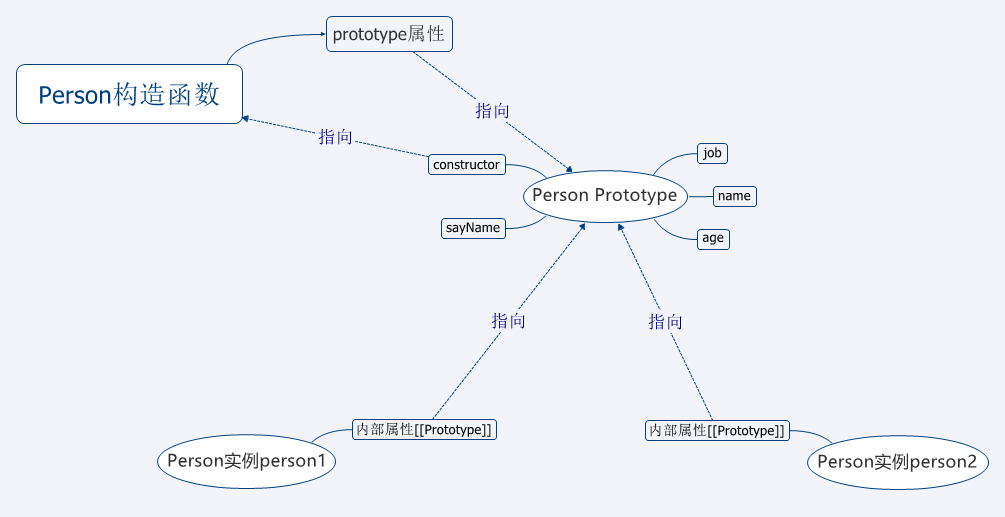 prototype属性
Person构造函数
指向
指向
job
constructor
Person Prototype
name
sayName
age
指向
指向
内部属性[[Prototype]]
内部属性[[Prototype]]
Person实例person1
Person实例person2